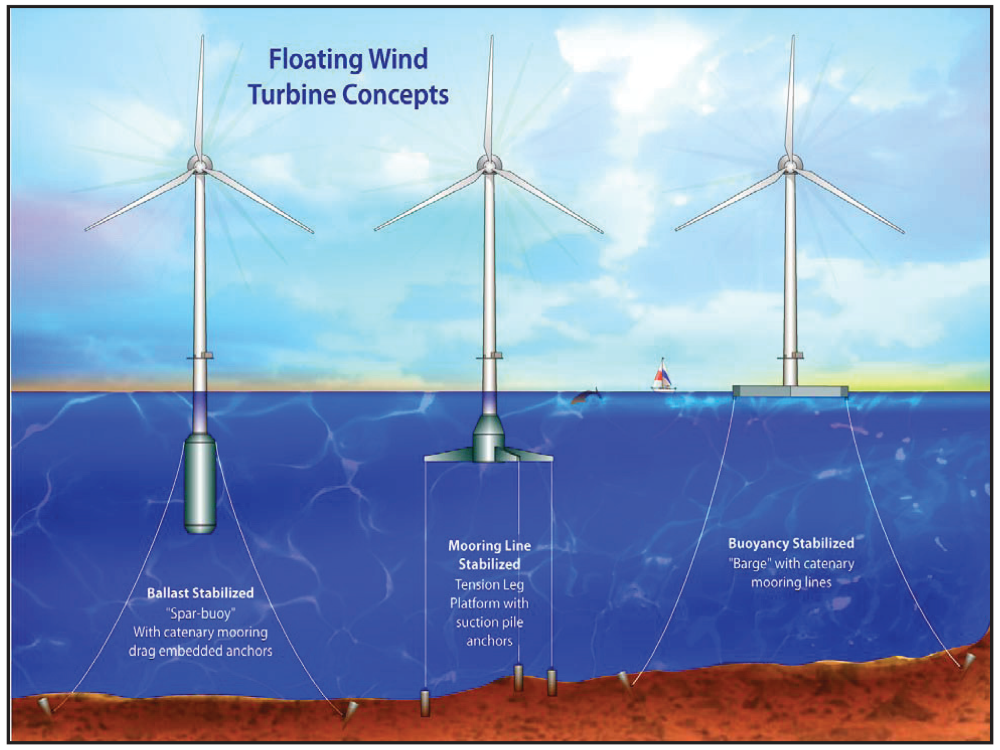 Floating Wind
Turbine Concepts
Ballast Stabilized
"Spar-buoy"
With catenary mooring
drag embedded anchors
Mooring Line
Stabilized
Tension Leg
Platform with
suction pile
anchors
Buoyancy Stabilized
"Barge" with catenary
mooring lines